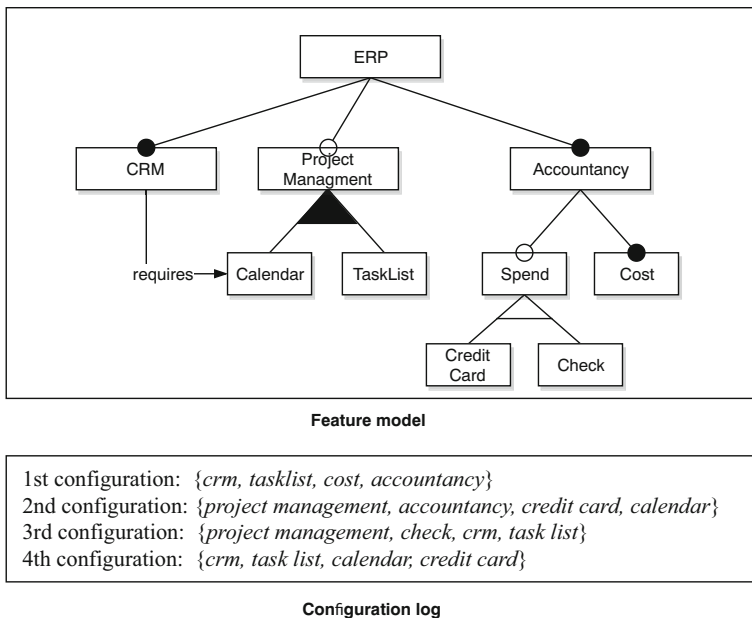 ERP
CRM
Project
Managment
Accountancy
requires
Calendar
TaskList
Spend
Cost
Credit
Card
Check
Feature model
1st configuration: {crm, tasklist, cost, accountancy}
2nd configuration: {project management, accountancy, credit card, calendar}
3rd configuration: {project management, check, crm, task list}
4th configuration: {crm, task list, calendar, credit card}
Configuration log